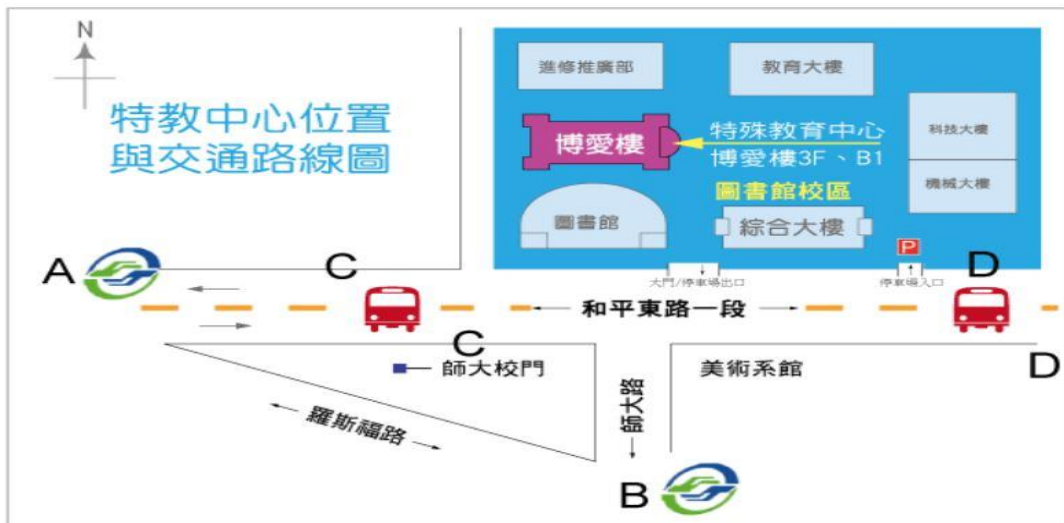 N
特教中心位置
與交通路線圖
進修推廣部
教育大樓
博愛樓
特殊教育中心
博愛樓3F、B1
科技大樓
機械大樓
圖書館校區
圖書館
綜合大樓
P
大門/停車場出口
停車場入口
A
C
D
和平東路一段
C
D
師大校門
美術系館
羅斯福路
師大路
B